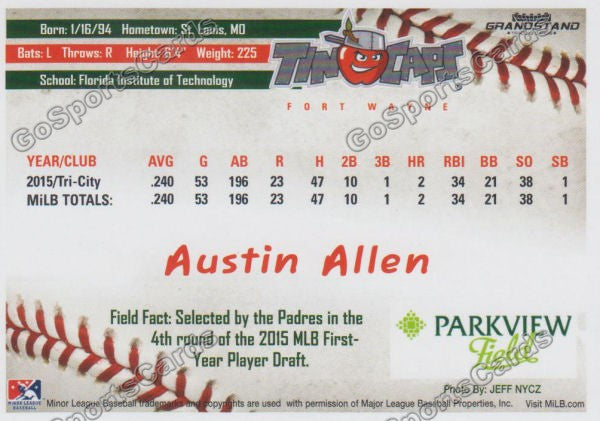 Born: 1/16/94 Hometown: St. Louis, MO
Bats: L Throws: R Height: 6'4" Weight: 225
School: Florida Institute of Technology
GRANDSTAND
TINCAPS
FORT WAYNE
YEAR/CLUB AVG G AB R H 2B 3B HR RBI BB SO SB
2015/Tri-City .240 53 196 23 47 10 1 2 34 21 38 1
MiLB TOTALS: .240 53 196 23 47 10 1 2 34 21 38 1
Austin Allen
Field Fact: Selected by the Padres in the
4th round of the 2015 MLB First-
Year Player Draft.
PARKVIEW
Field
Photo By: JEFF NYCZ
MINOR LEAGUE
BASEBALL
Minor League Baseball trademarks and copyrights are used with permission of Major League Baseball Properties, Inc. Visit MiLB.com
GoSportsCards
GoSportsCards
GoSportsCards
GoSportsCards
GoSportsCards
GoSportsCards